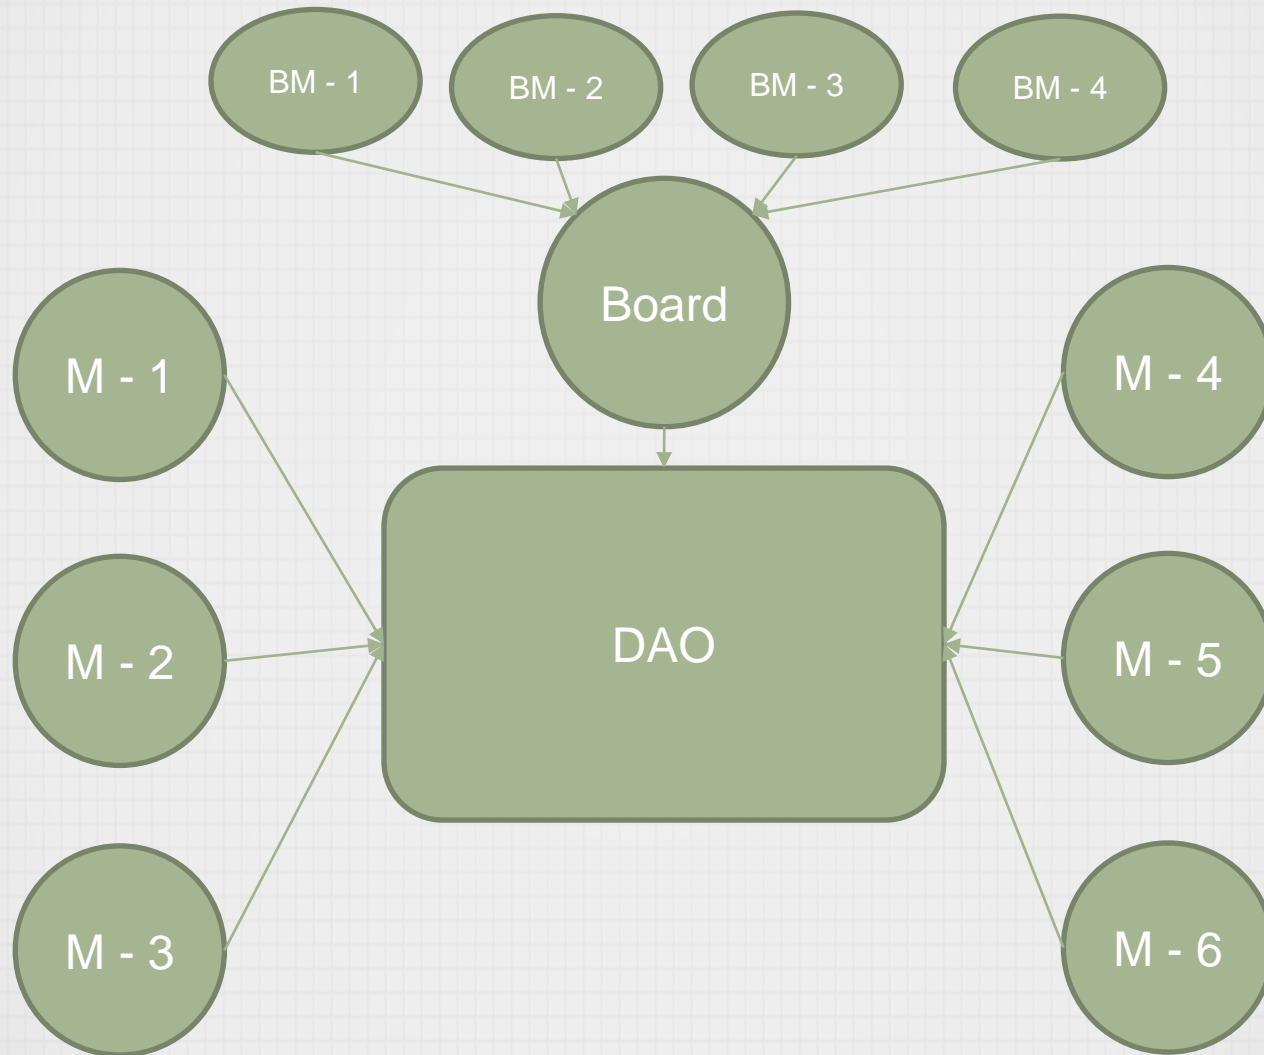 BM - 1
BM - 2
BM - 3
BM - 4
Board
M - 1
M - 4
DAO
M - 2
M - 5
M - 3
M - 6